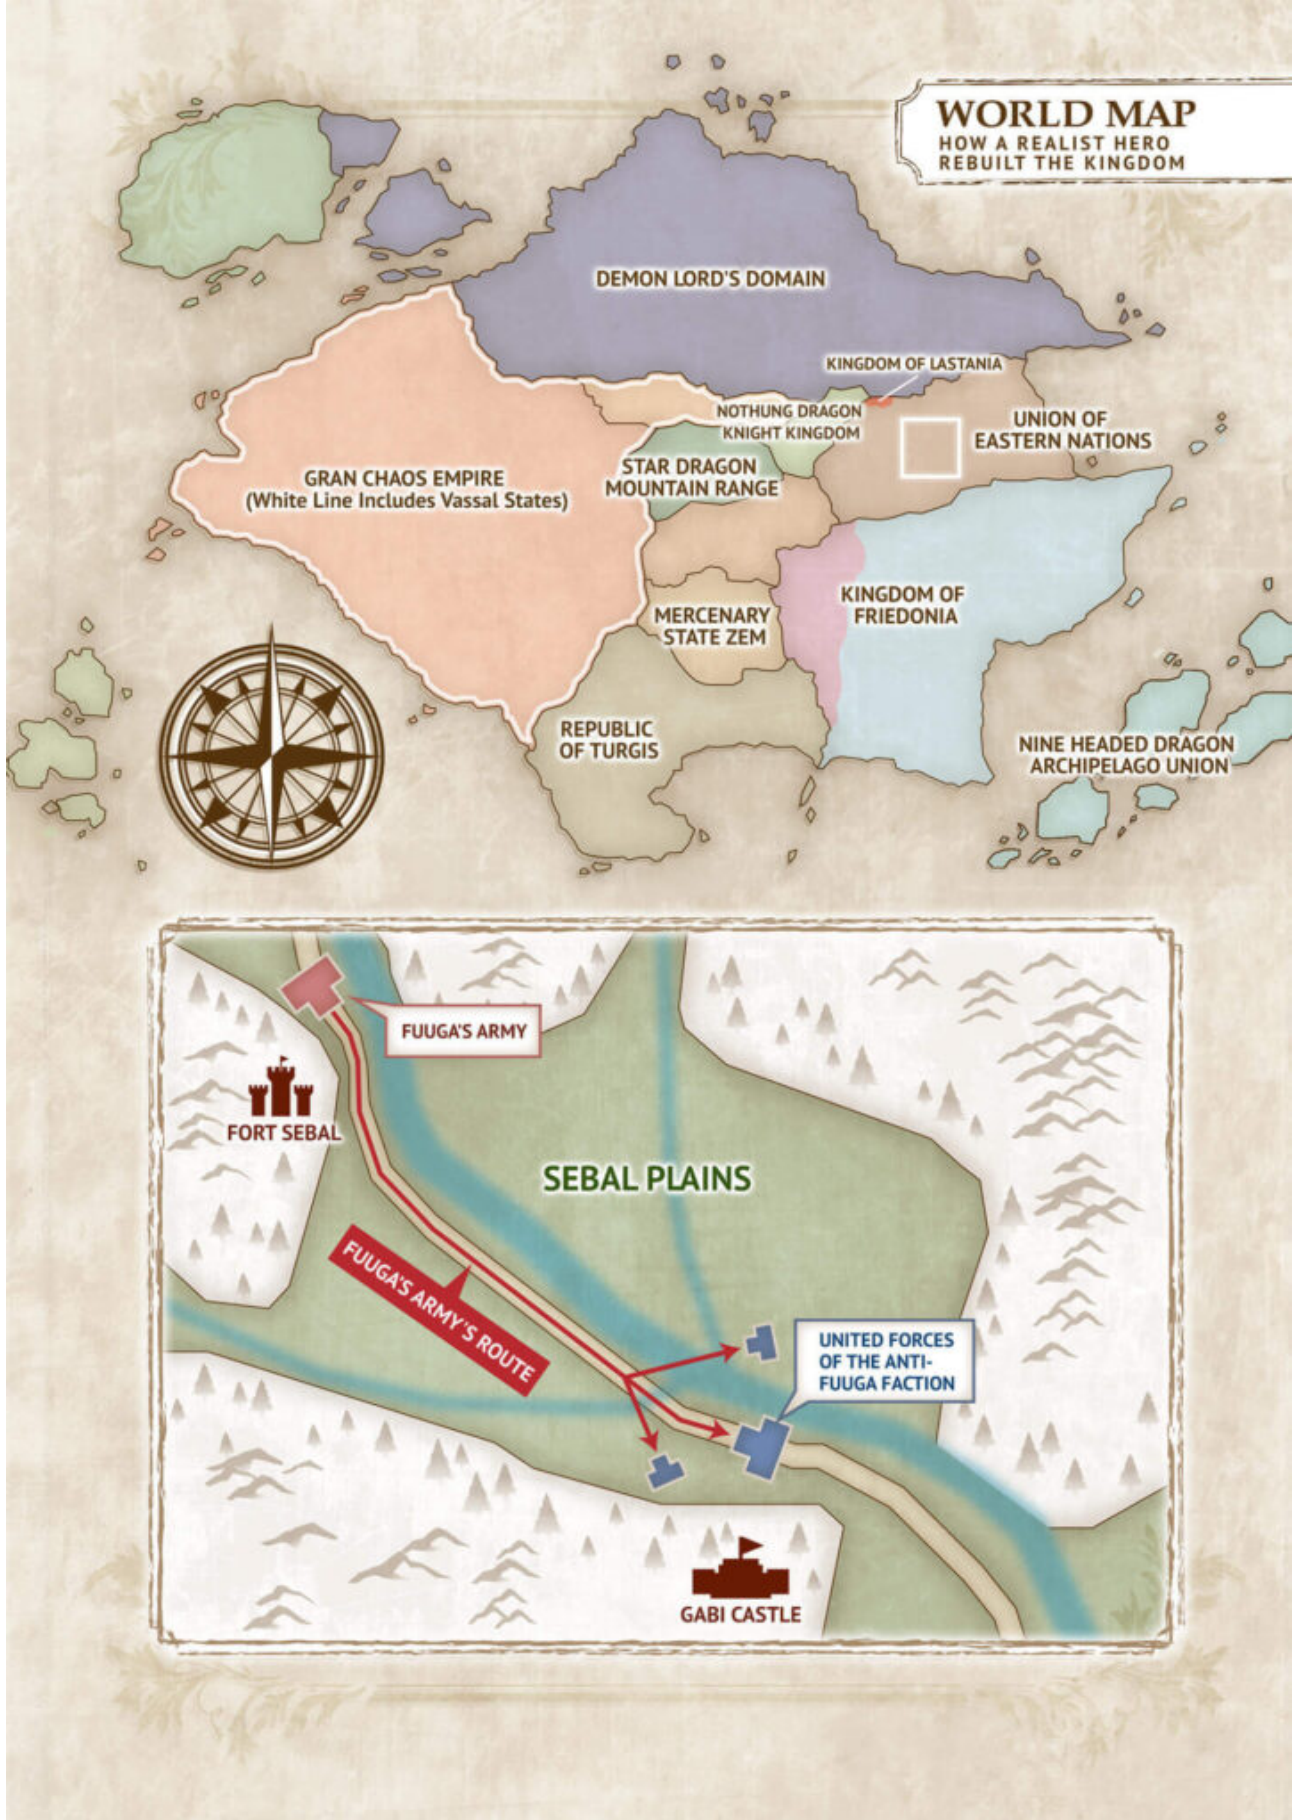 WORLD MAP
HOW A REALIST HERO
REBUILT THE KINGDOM
DEMON LORD'S DOMAIN
KINGDOM OF LASTANIA
NOTHUNG DRAGON
KNIGHT KINGDOM
UNION OF
EASTERN NATIONS
STAR DRAGON
MOUNTAIN RANGE
GRAN CHAOS EMPIRE
(White Line Includes Vassal States)
MERCENARY
STATE ZEM
KINGDOM OF
FRIEDONIA
REPUBLIC
OF TURGIS
NINE HEADED DRAGON
ARCHIPELAGO UNION
FUUGA'S ARMY
FORT SEBAL
SEBAL PLAINS
FUUGA'S ARMY'S ROUTE
UNITED FORCES
OF THE ANTI-
FUUGA FACTION
GABI CASTLE